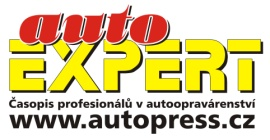 auto
EXPERT
Časopis profesionálů v autoopravárenství
www.autopress.cz